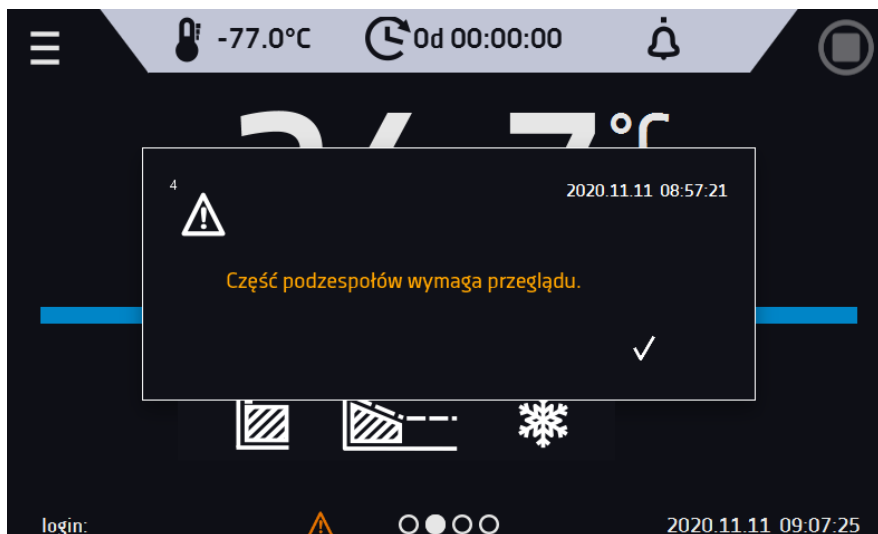 -77.0°C
0d 00:00:00
°C
4
2020.11.11 08:57:21
Część podzespołów wymaga przeglądu.
login:
2020.11.11 09:07:25